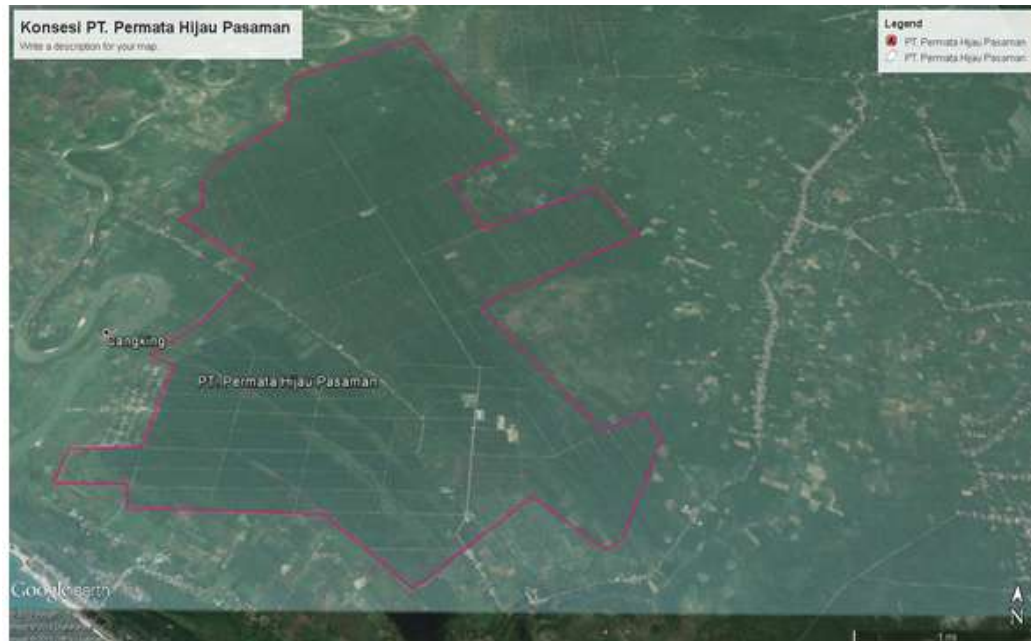 Konsesi PT. Permata Hijau Pasaman
Write a description for your map.
Legend
PT. Permata Hijau Pasaman
PT. Permata Hijau Pasaman
Sangking
PT. Permata Hijau Pasaman
Google earth
N